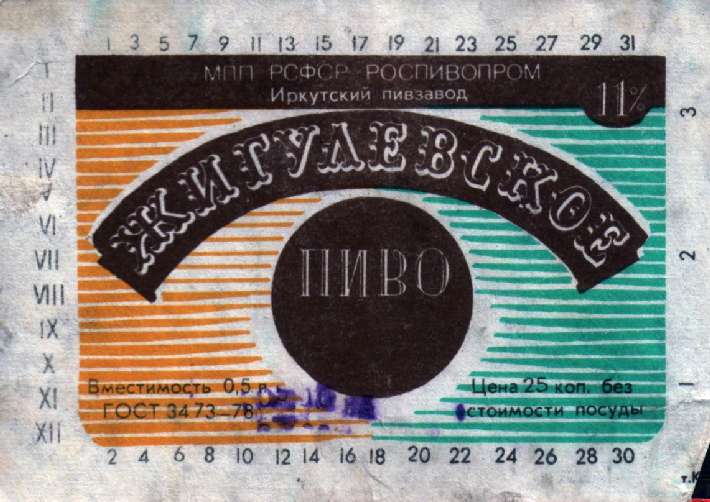 1 3 5 7 9 11 13 15 17 19 21 23 25 27 29 31
МПП РСФСР РОСПИВОПРОМ
Иркутский пивзавод
11%
ЖИГУЛЕВСКОЕ
ПИВО
Вместимость 0,5
ГОСТ 3473-78
Цена 25 коп. без
стоимости посуды
I
II
III
IV
V
VI
VII
VIII
IX
X
XI
XII
3
2
1
2 4 6 8 10 12 14 16 18 20 22 24 26 28 30